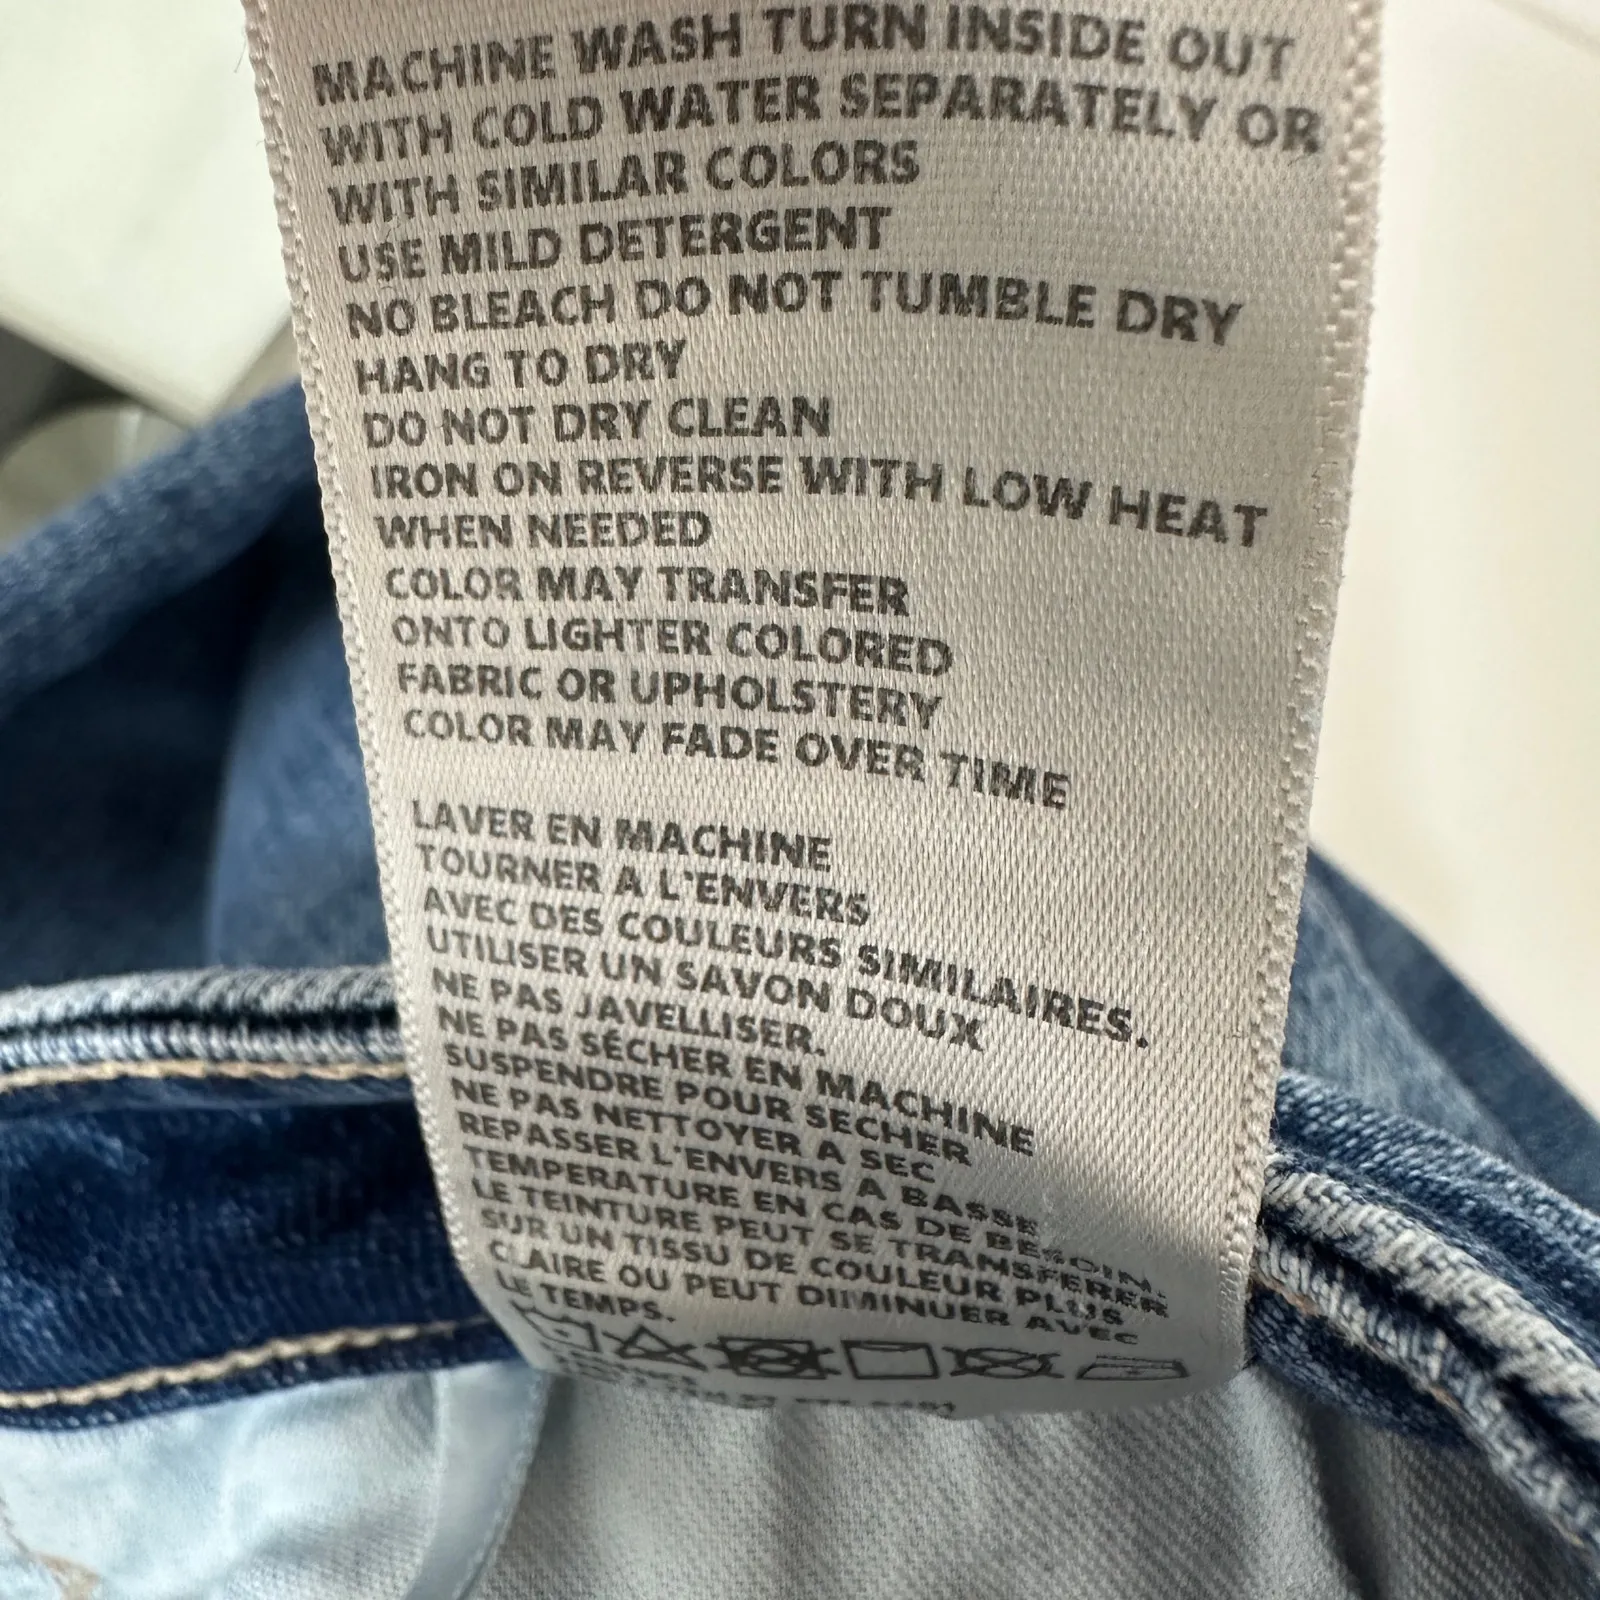 MACHINE WASH TURN INSIDE OUT
WITH COLD WATER SEPARATELY OR
WITH SIMILAR COLORS
USE MILD DETERGENT
NO BLEACH DO NOT TUMBLE DRY
HANG TO DRY
DO NOT DRY CLEAN
IRON ON REVERSE WITH LOW HEAT
WHEN NEEDED
COLOR MAY TRANSFER
ONTO LIGHTER COLORED
FABRIC OR UPHOLSTERY
COLOR MAY FADE OVER TIME
LAVER EN MACHINE
TOURNER A L'ENVERS
AVEC DES COULEURS SIMILAIRES.
UTILISER UN SAVON DOUX
NE PAS JAVELLISER.
NE PAS SÉCHER EN MACHINE
SUSPENDRE POUR SECHER
NE PAS NETTOYER A SEC
REPASSER L'ENVERS A BASSE
TEMPERATURE EN CAS DE BESOIN.
LE TEINTURE PEUT SE TRANSFERER
SUR UN TISSU DE COULEUR PLUS
CLAIRE OU PEUT DIMINUER AVEC
LE TEMPS.